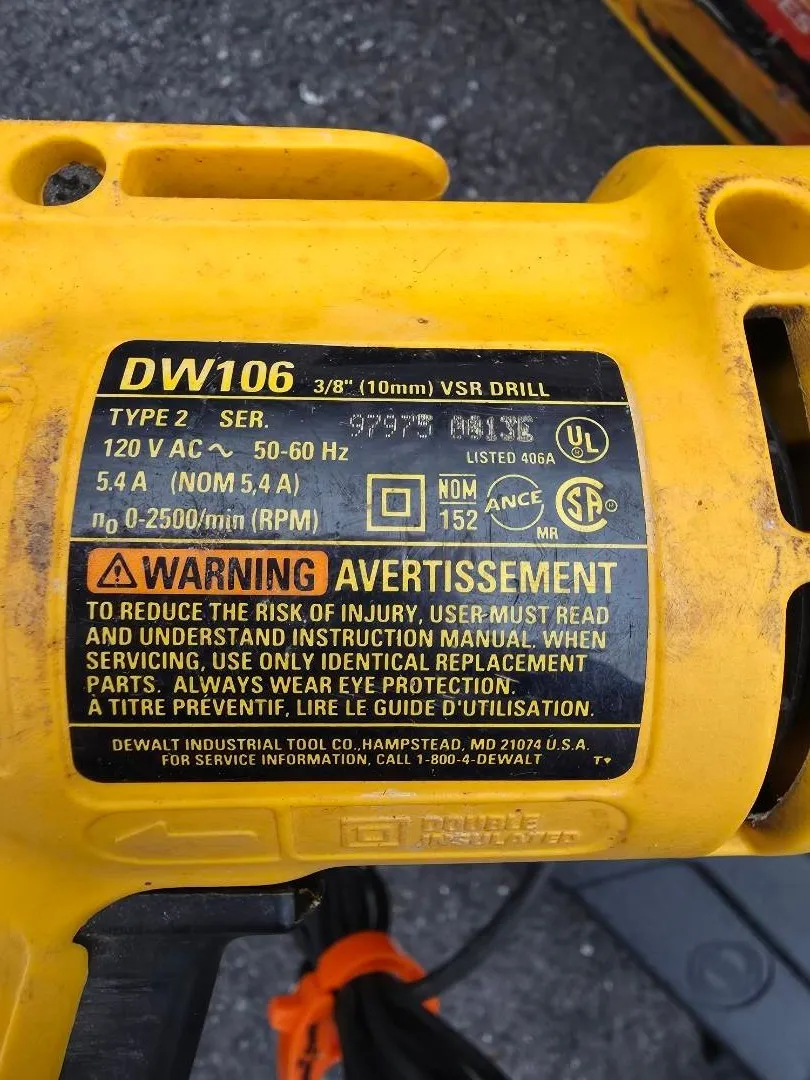 DW106 3/8" (10mm) VSR DRILL
TYPE 2 SER.
120 V AC ~ 50-60 Hz
LISTED 406A
UL
5.4 A (NOM 5,4 A)
n₀ 0-2500/min (RPM)
NOM
152
ANCE
MR
SA
⚠WARNING AVERTISSEMENT
TO REDUCE THE RISK OF INJURY, USER MUST READ
AND UNDERSTAND INSTRUCTION MANUAL. WHEN
SERVICING, USE ONLY IDENTICAL REPLACEMENT
PARTS. ALWAYS WEAR EYE PROTECTION.
À TITRE PRÉVENTIF, LIRE LE GUIDE D'UTILISATION.
DEWALT INDUSTRIAL TOOL CO., HAMPSTEAD, MD 21074 U.S.A.
FOR SERVICE INFORMATION, CALL 1-800-4-DEWALT
DOUBLE
INSULATED